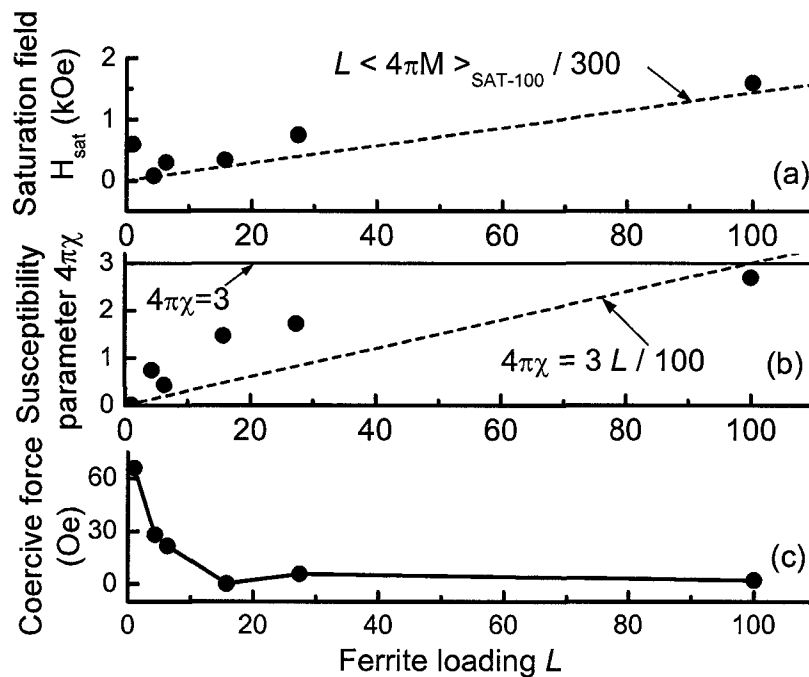 Saturation field
H_sat (kOe)
2
1
0
L < 4πM >_SAT-100 / 300
(a)
0 20 40 60 80 100
Susceptibility
parameter 4πχ
3
2
1
0
4πχ=3
4πχ = 3 L / 100
(b)
0 20 40 60 80 100
Coercive force
(Oe)
60
30
0
(c)
0 20 40 60 80 100
Ferrite loading L